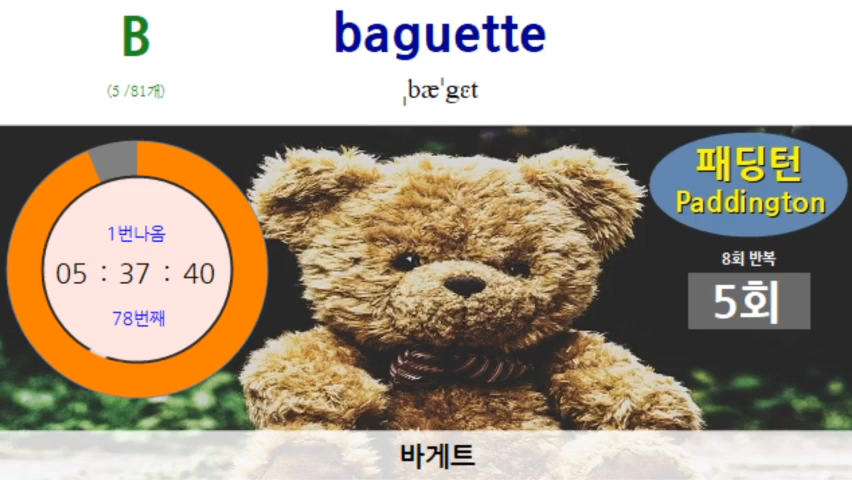 B
(5 /81개)
baguette
ˌbæˈgɛt
1번나옴
05 : 37 : 40
78번째
패딩턴
Paddington
8회 반복
5회
바게트